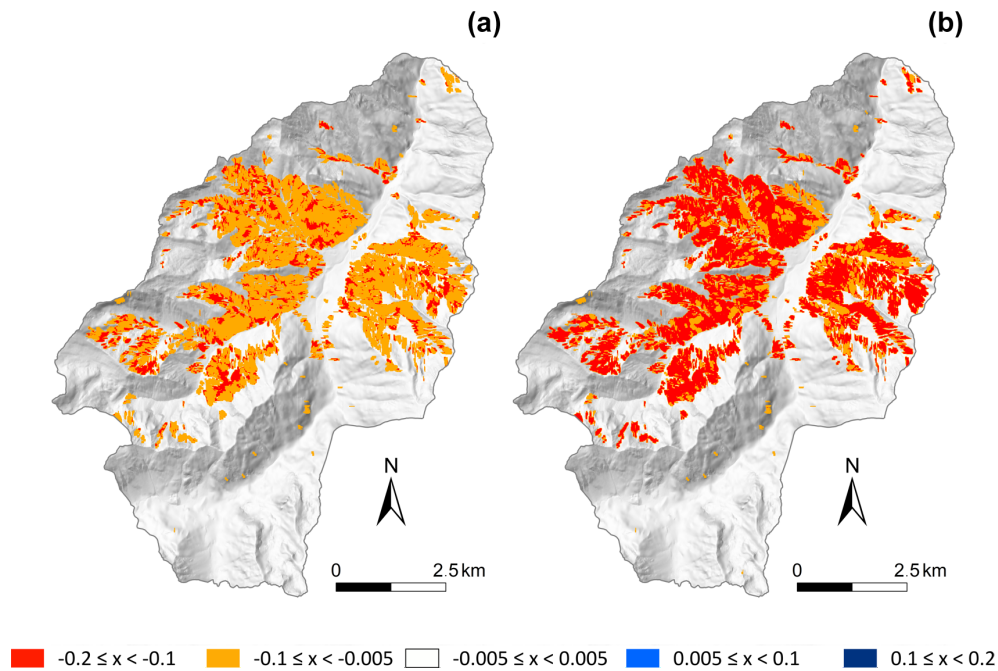 (a) (b)
N N
0 2.5 km 0 2.5 km
-0.2 ≤ x < -0.1 -0.1 ≤ x < -0.005 -0.005 ≤ x < 0.005 0.005 ≤ x < 0.1 0.1 ≤ x < 0.2